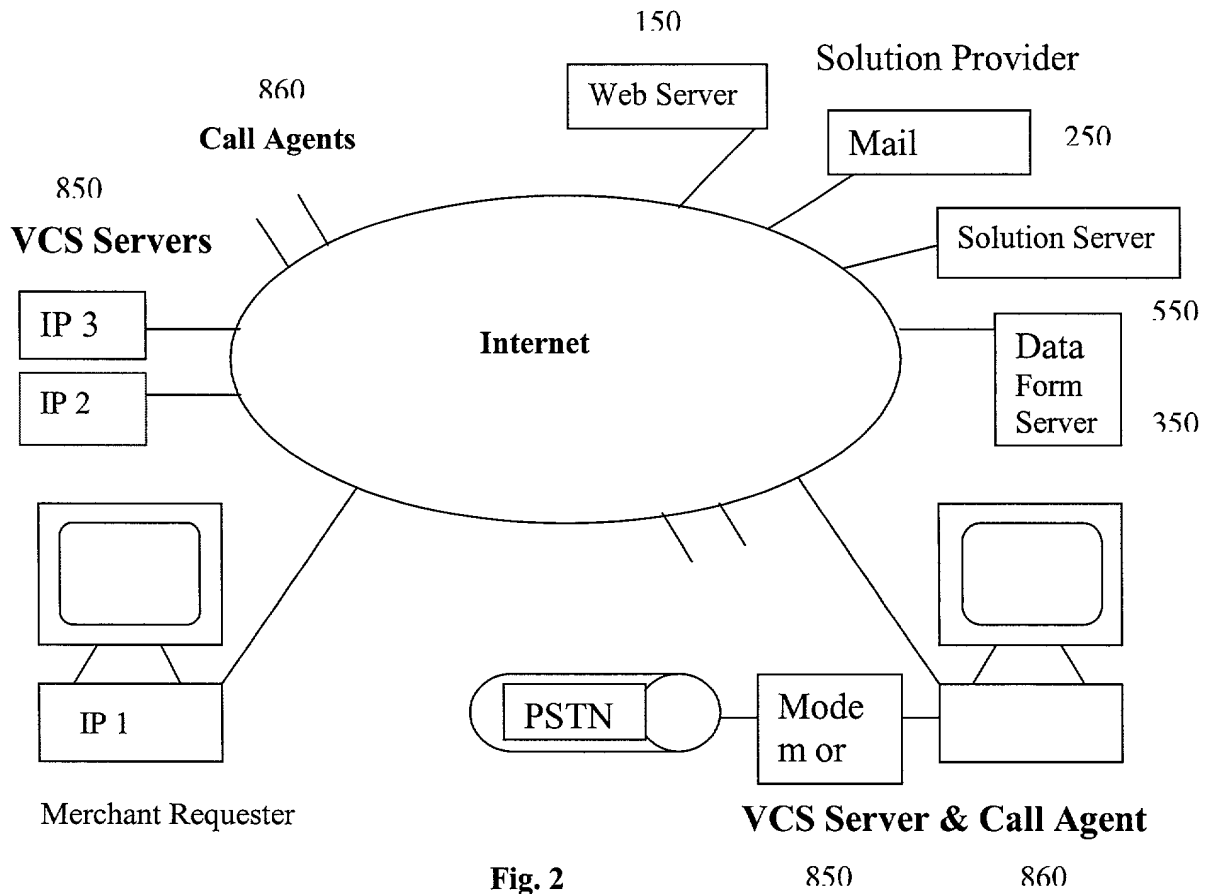 150
Solution Provider
860
Web Server
Call Agents
Mail
250
850
VCS Servers
Solution Server
IP 3
550
Internet
Data
Form
Server
IP 2
350
PSTN
Mode
m or
IP 1
Merchant Requester
VCS Server & Call Agent
Fig. 2
850
860